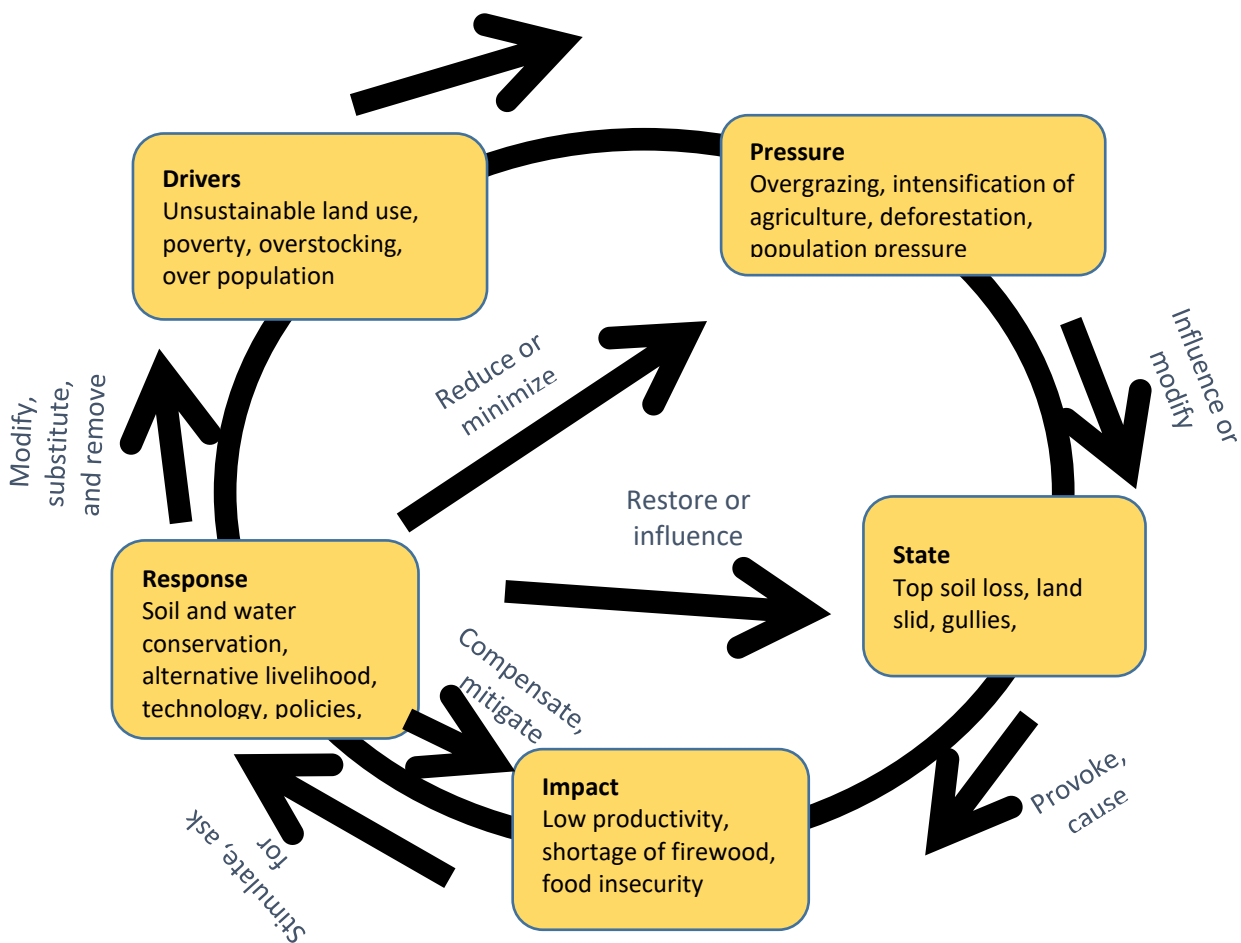 Drivers
Unsustainable land use,
poverty, overstocking,
over population
Pressure
Overgrazing, intensification of
agriculture, deforestation,
population pressure
Influence or
modify
Reduce or
minimize
Modify,
substitute,
and remove
Restore or
influence
State
Top soil loss, land
slid, gullies,
Response
Soil and water
conservation,
alternative livelihood,
technology, policies,
Compensate,
mitigate
Provoke,
cause
Impact
Low productivity,
shortage of firewood,
food insecurity
Stimulate, ask
for